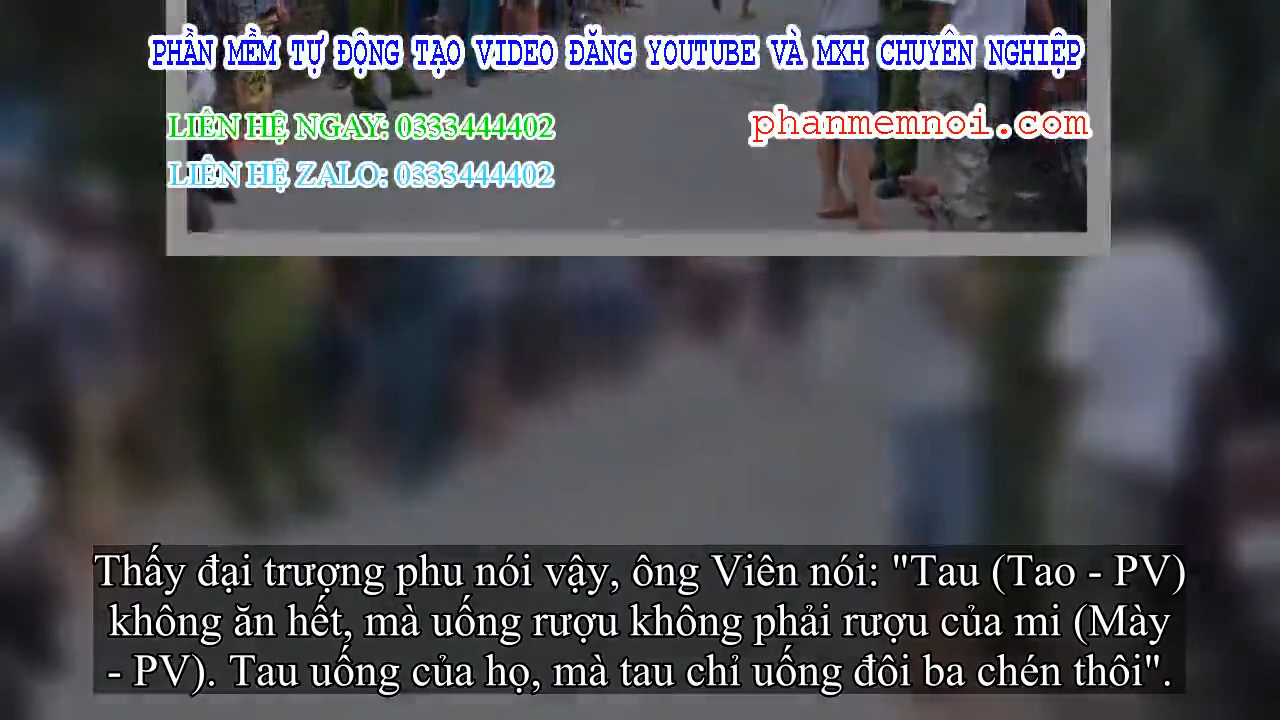 PHẦN MỀM TỰ ĐỘNG TẠO VIDEO ĐĂNG YOUTUBE VÀ MXH CHUYÊN NGHIỆP
LIÊN HỆ NGAY: 0333444402
phanmemnoi.com
LIÊN HỆ ZALO: 0333444402
Thấy đại trượng phu nói vậy, ông Viên nói: "Tau (Tao - PV)
không ăn hết, mà uống rượu không phải rượu của mi (Mày
- PV). Tau uống của họ, mà tau chỉ uống đôi ba chén thôi".